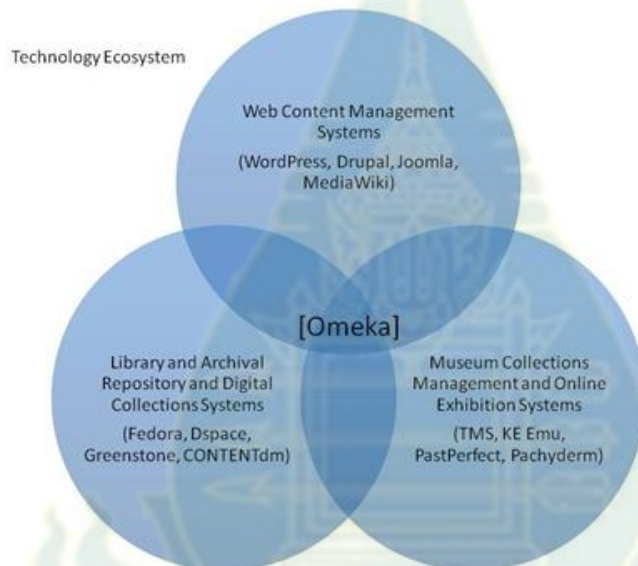 Technology Ecosystem
Web Content Management
Systems
(WordPress, Drupal, Joomla,
MediaWiki)
[Omeka]
Library and Archival
Repository and Digital
Collections Systems
(Fedora, Dspace,
Greenstone, CONTENTdm)
Museum Collections
Management and Online
Exhibition Systems
(TMS, KE Emu,
PastPerfect, Pachyderm)